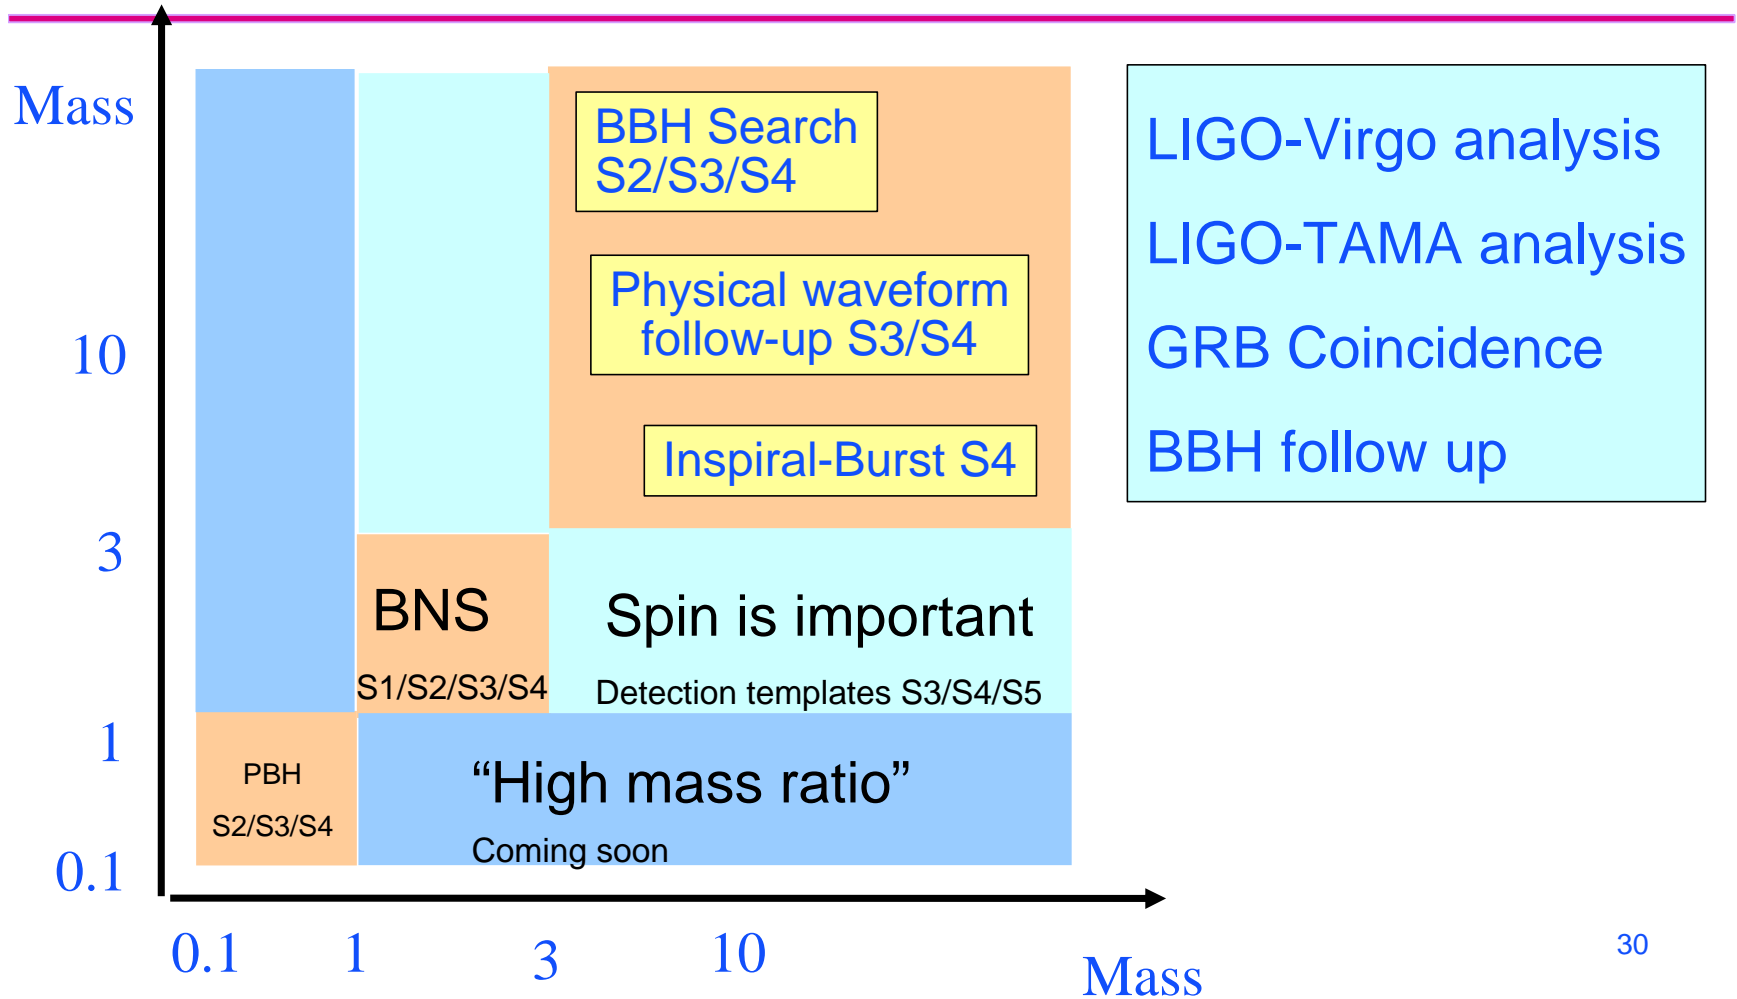 Mass
BBH Search
S2/S3/S4
Physical waveform
follow-up S3/S4
Inspiral-Burst S4
LIGO-Virgo analysis
LIGO-TAMA analysis
GRB Coincidence
BBH follow up
10
3
1
0.1
BNS
S1/S2/S3/S4
Spin is important
Detection templates S3/S4/S5
PBH
S2/S3/S4
“High mass ratio”
Coming soon
0.1 1 3 10
Mass
30